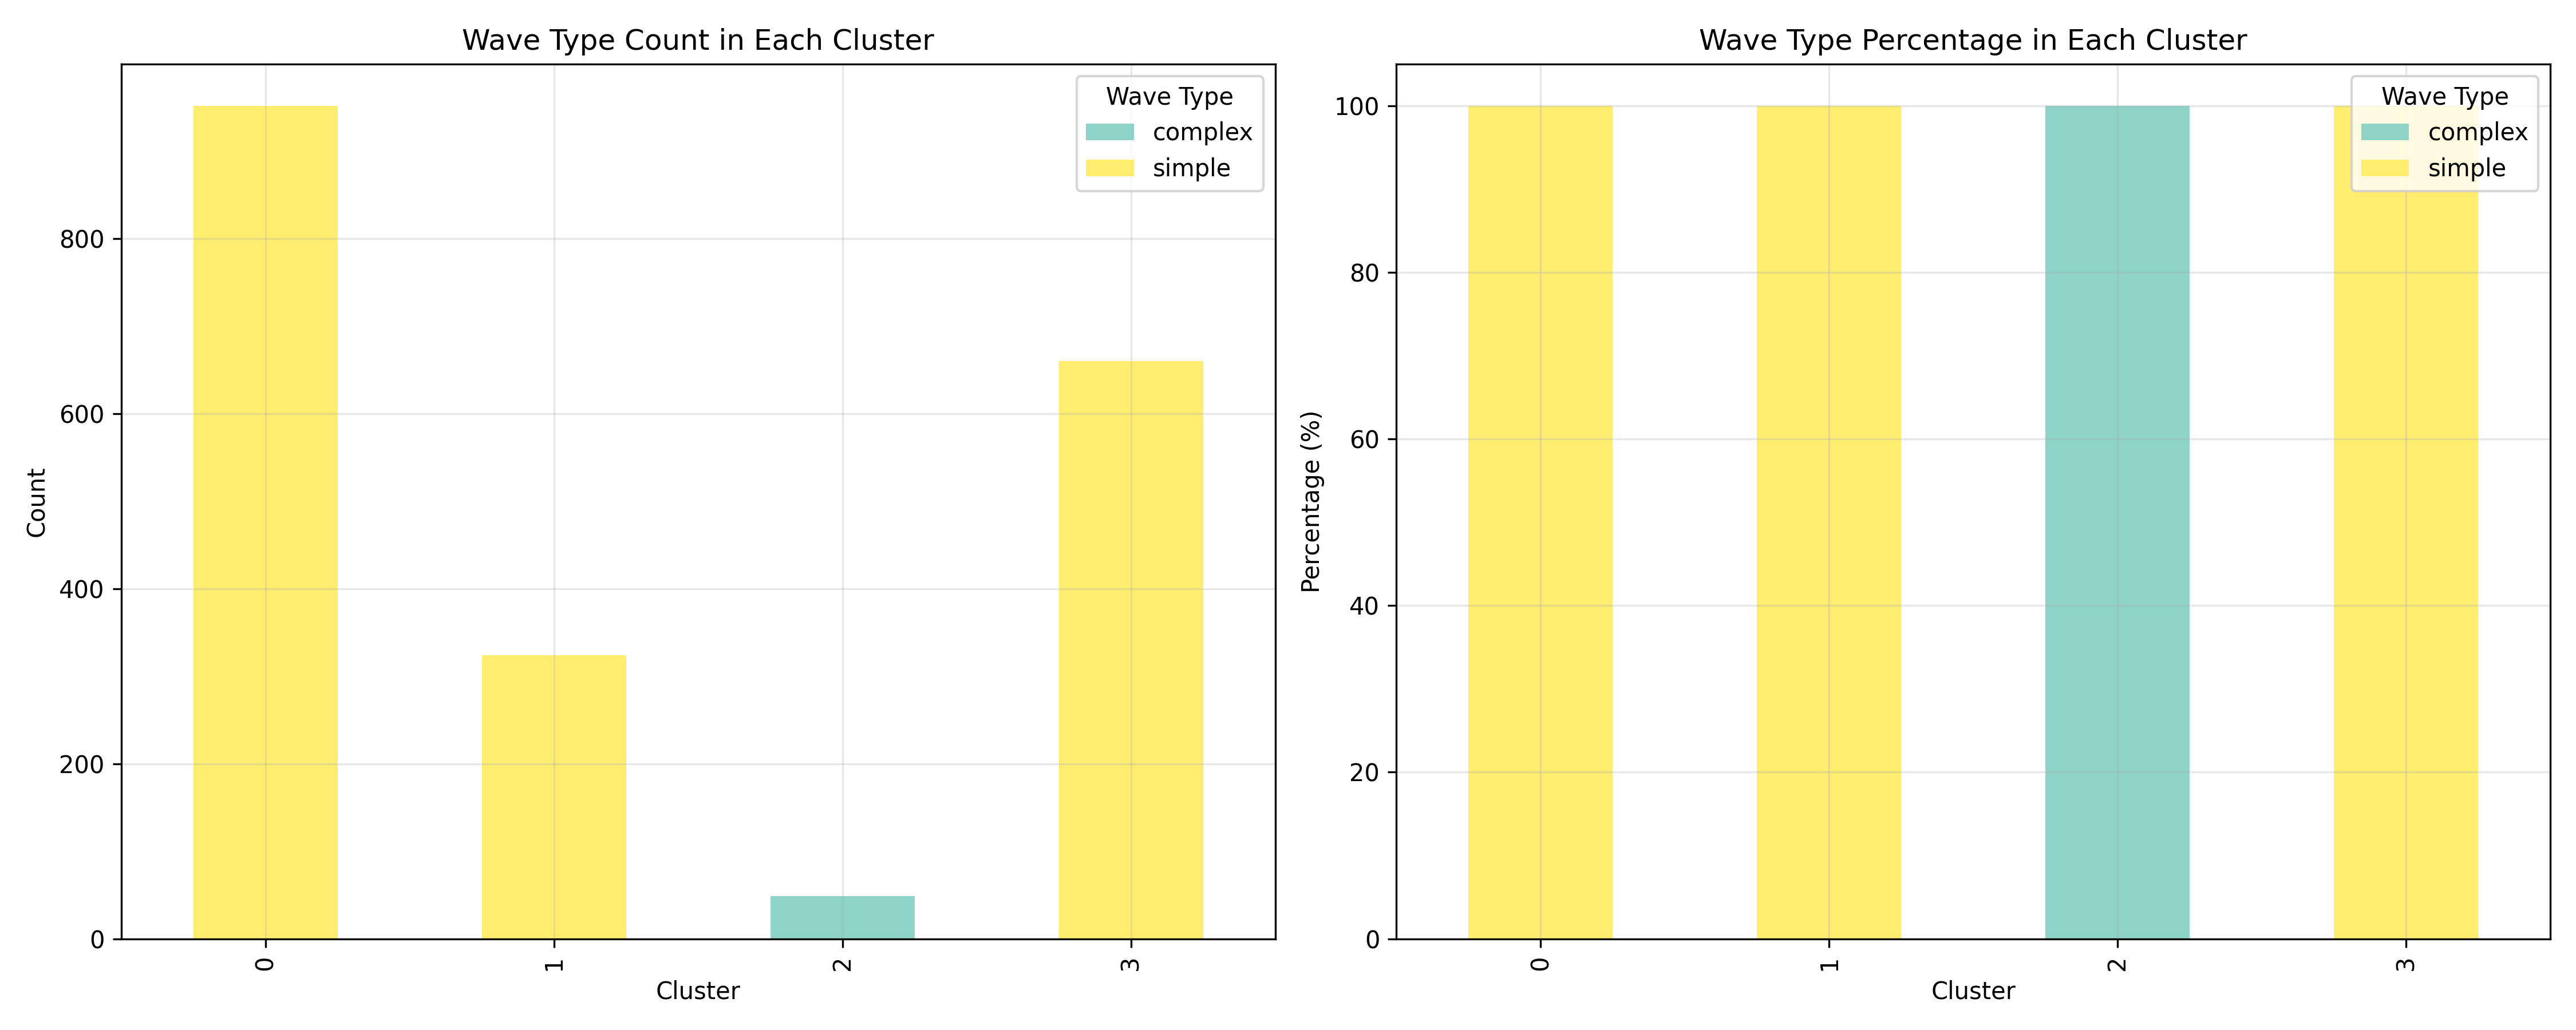 Wave Type Count in Each Cluster
Wave Type
complex
simple
800
600
400
200
0
Count
0
1
2
3
Cluster
Wave Type Percentage in Each Cluster
Wave Type
complex
simple
100
80
60
40
20
0
Percentage (%)
0
1
2
3
Cluster